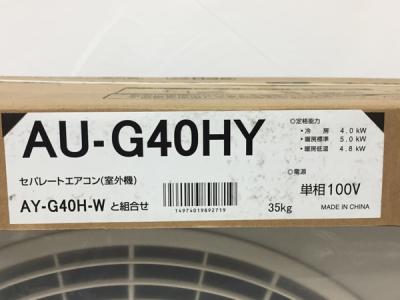 AU-G40HY
◎定格能力
・冷　房　4.0 kW
・暖房標準　5.0 kW
・暖房低温　4.8 kW
セパレートエアコン(室外機)
AY-G40H-W と組合せ
14974019892719
35kg
◎電源
単相100V
MADE IN CHINA